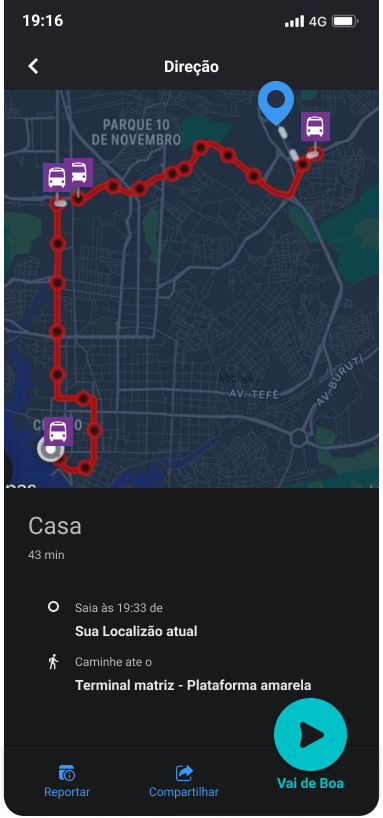 19:16
4G
Direção
PARQUE 10
DE NOVEMBRO
AV. TEFÉ
AV. BURUTÍ
Casa
43 min
Saia às 19:33 de
Sua Localizão atual
Caminhe ate o
Terminal matriz - Plataforma amarela
Reportar
Compartilhar
Vai de Boa